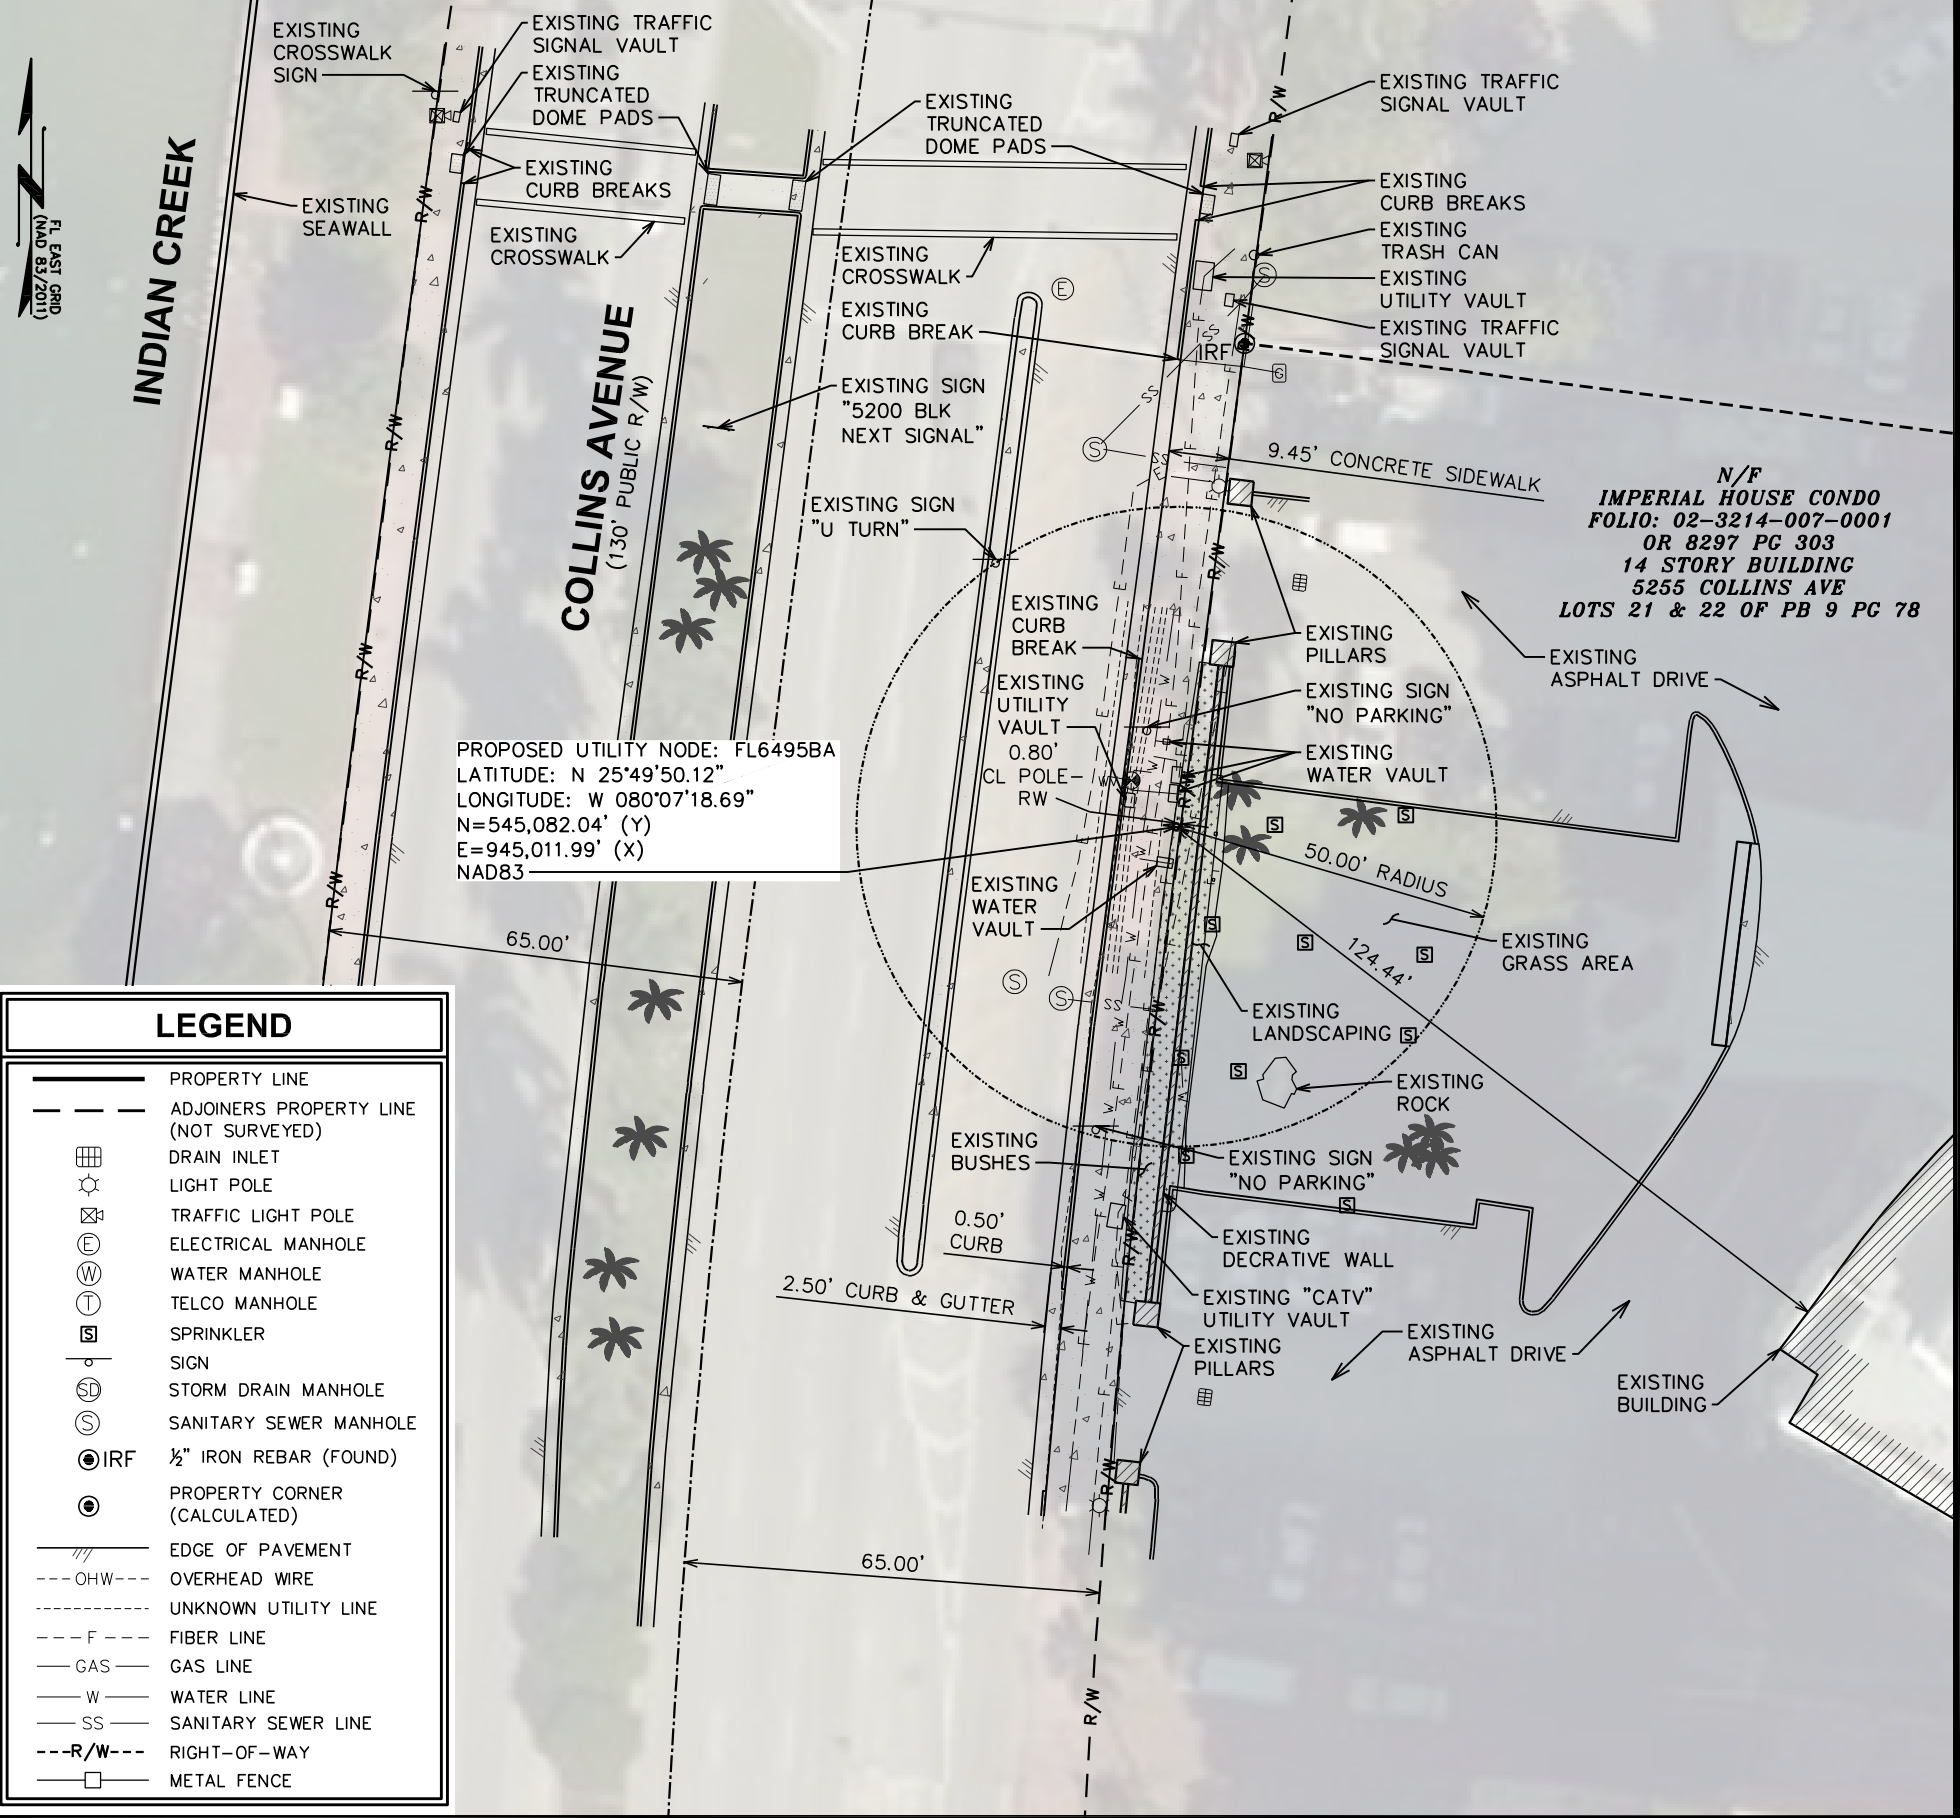 EXISTING
CROSSWALK
SIGN
EXISTING TRAFFIC
SIGNAL VAULT
EXISTING
TRUNCATED
DOME PADS
EXISTING
TRUNCATED
DOME PADS
EXISTING TRAFFIC
SIGNAL VAULT
R/W
R/W
EXISTING
CURB BREAKS
EXISTING
CURB BREAKS
EXISTING
SEAWALL
EXISTING
CROSSWALK
EXISTING
CROSSWALK
EXISTING
TRASH CAN
EXISTING
UTILITY VAULT
EXISTING TRAFFIC
SIGNAL VAULT
FL EAST GRID
(NAD 83/2011)
INDIAN CREEK
COLLINS AVENUE
(130' PUBLIC R/W)
E
S
EXISTING
CURB BREAK
SS
F
R/W
IRF
G
EXISTING SIGN
"5200 BLK
NEXT SIGNAL"
SS
S
SS
E
F
R/W
9.45' CONCRETE SIDEWALK
N/F
IMPERIAL HOUSE CONDO
FOLIO: 02-3214-007-0001
OR 8297 PG 303
14 STORY BUILDING
5255 COLLINS AVE
LOTS 21 & 22 OF PB 9 PG 78
EXISTING SIGN
"U TURN"
R/W
E
F
EXISTING
CURB
BREAK
EXISTING
PILLARS
EXISTING
ASPHALT DRIVE
R/W
EXISTING
UTILITY
VAULT
EXISTING SIGN
"NO PARKING"
E
W
F
0.80'
CL POLE-
RW
EXISTING
WATER VAULT
R/W
PROPOSED UTILITY NODE: FL6495BA
LATITUDE: N 25°49'50.12"
LONGITUDE: W 080°07'18.69"
N=545,082.04' (Y)
E=945,011.99' (X)
NAD83
S
S
50.00' RADIUS
R/W
EXISTING
WATER
VAULT
S
S
S
EXISTING
GRASS AREA
65.00'
124.44'
S
S
SS
W
R/W
EXISTING
LANDSCAPING
S
S
S
EXISTING
ROCK
EXISTING
BUSHES
S
EXISTING SIGN
"NO PARKING"
S
W
F
0.50'
CURB
R/W
EXISTING
DECRATIVE WALL
2.50' CURB & GUTTER
EXISTING "CATV"
UTILITY VAULT
EXISTING
PILLARS
EXISTING
ASPHALT DRIVE
EXISTING
BUILDING
F
R/W
65.00'
R/W
LEGEND
PROPERTY LINE
ADJOINERS PROPERTY LINE
(NOT SURVEYED)
DRAIN INLET
LIGHT POLE
TRAFFIC LIGHT POLE
E ELECTRICAL MANHOLE
W WATER MANHOLE
T TELCO MANHOLE
S SPRINKLER
SIGN
SD STORM DRAIN MANHOLE
S SANITARY SEWER MANHOLE
IRF ½" IRON REBAR (FOUND)
PROPERTY CORNER
(CALCULATED)
EDGE OF PAVEMENT
OHW OVERHEAD WIRE
UNKNOWN UTILITY LINE
F FIBER LINE
GAS GAS LINE
W WATER LINE
SS SANITARY SEWER LINE
R/W RIGHT-OF-WAY
METAL FENCE